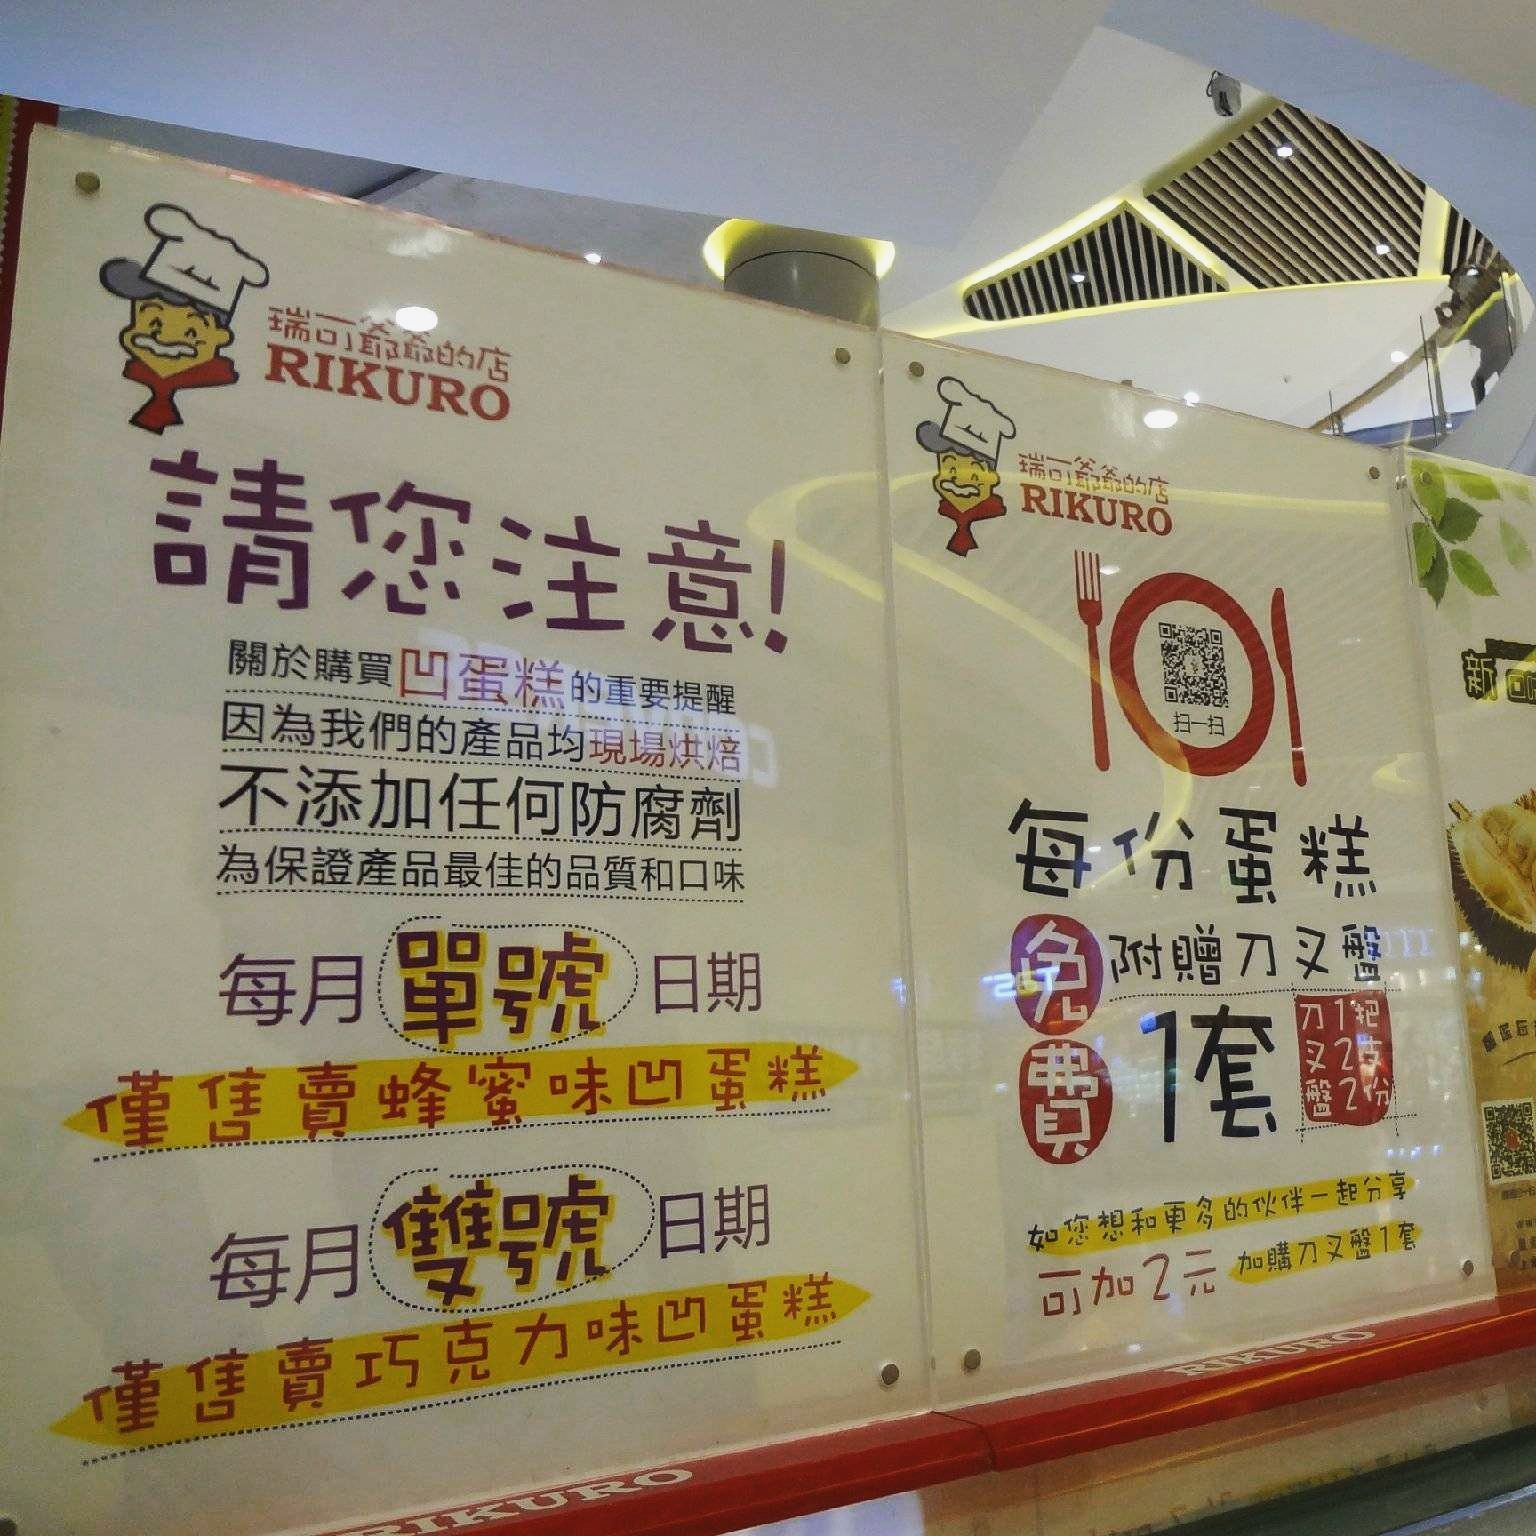 瑞可爺爺的店
RIKURO
請您注意!
關於購買凹蛋糕的重要提醒
因為我們的產品均現場烘焙
不添加任何防腐劑
為保證產品最佳的品質和口味
每月單號日期
僅售賣蜂蜜味凹蛋糕
每月雙號日期
僅售賣巧克力味凹蛋糕
RIKURO
瑞可爺爺的店
RIKURO
扫一扫
每份蛋糕
免費
附贈刀叉盤
1套
刀1把
叉2支
盤2份
如您想和更多的伙伴一起分享
可加2元 加購刀叉盤1套
RIKURO
新品